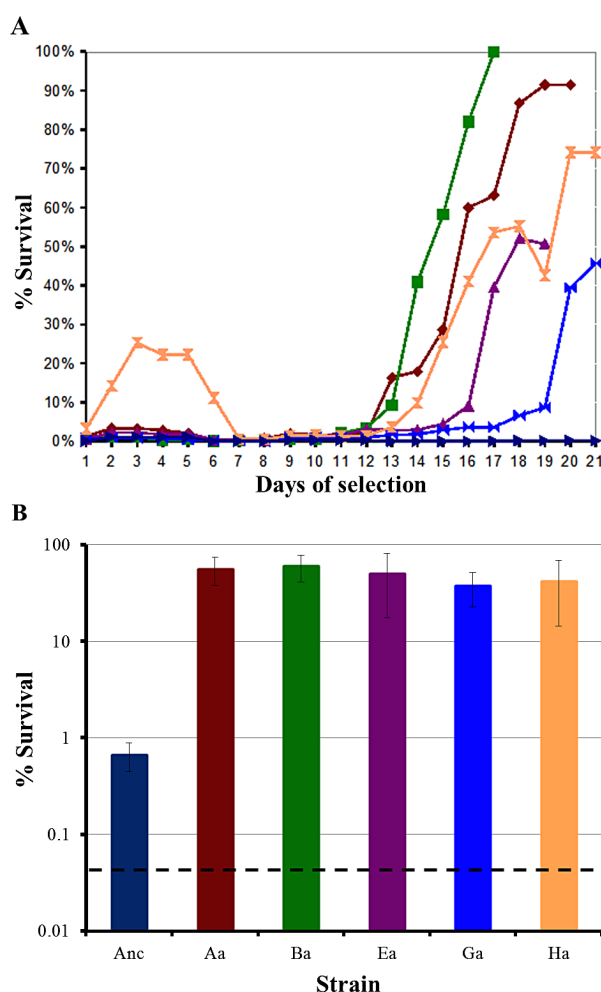 A
100%
90%
80%
70%
60%
50%
40%
30%
20%
10%
0%
% Survival
1 2 3 4 5 6 7 8 9 10 11 12 13 14 15 16 17 18 19 20 21
Days of selection
B
100
10
1
0.1
0.01
% Survival
Anc Aa Ba Ea Ga Ha
Strain